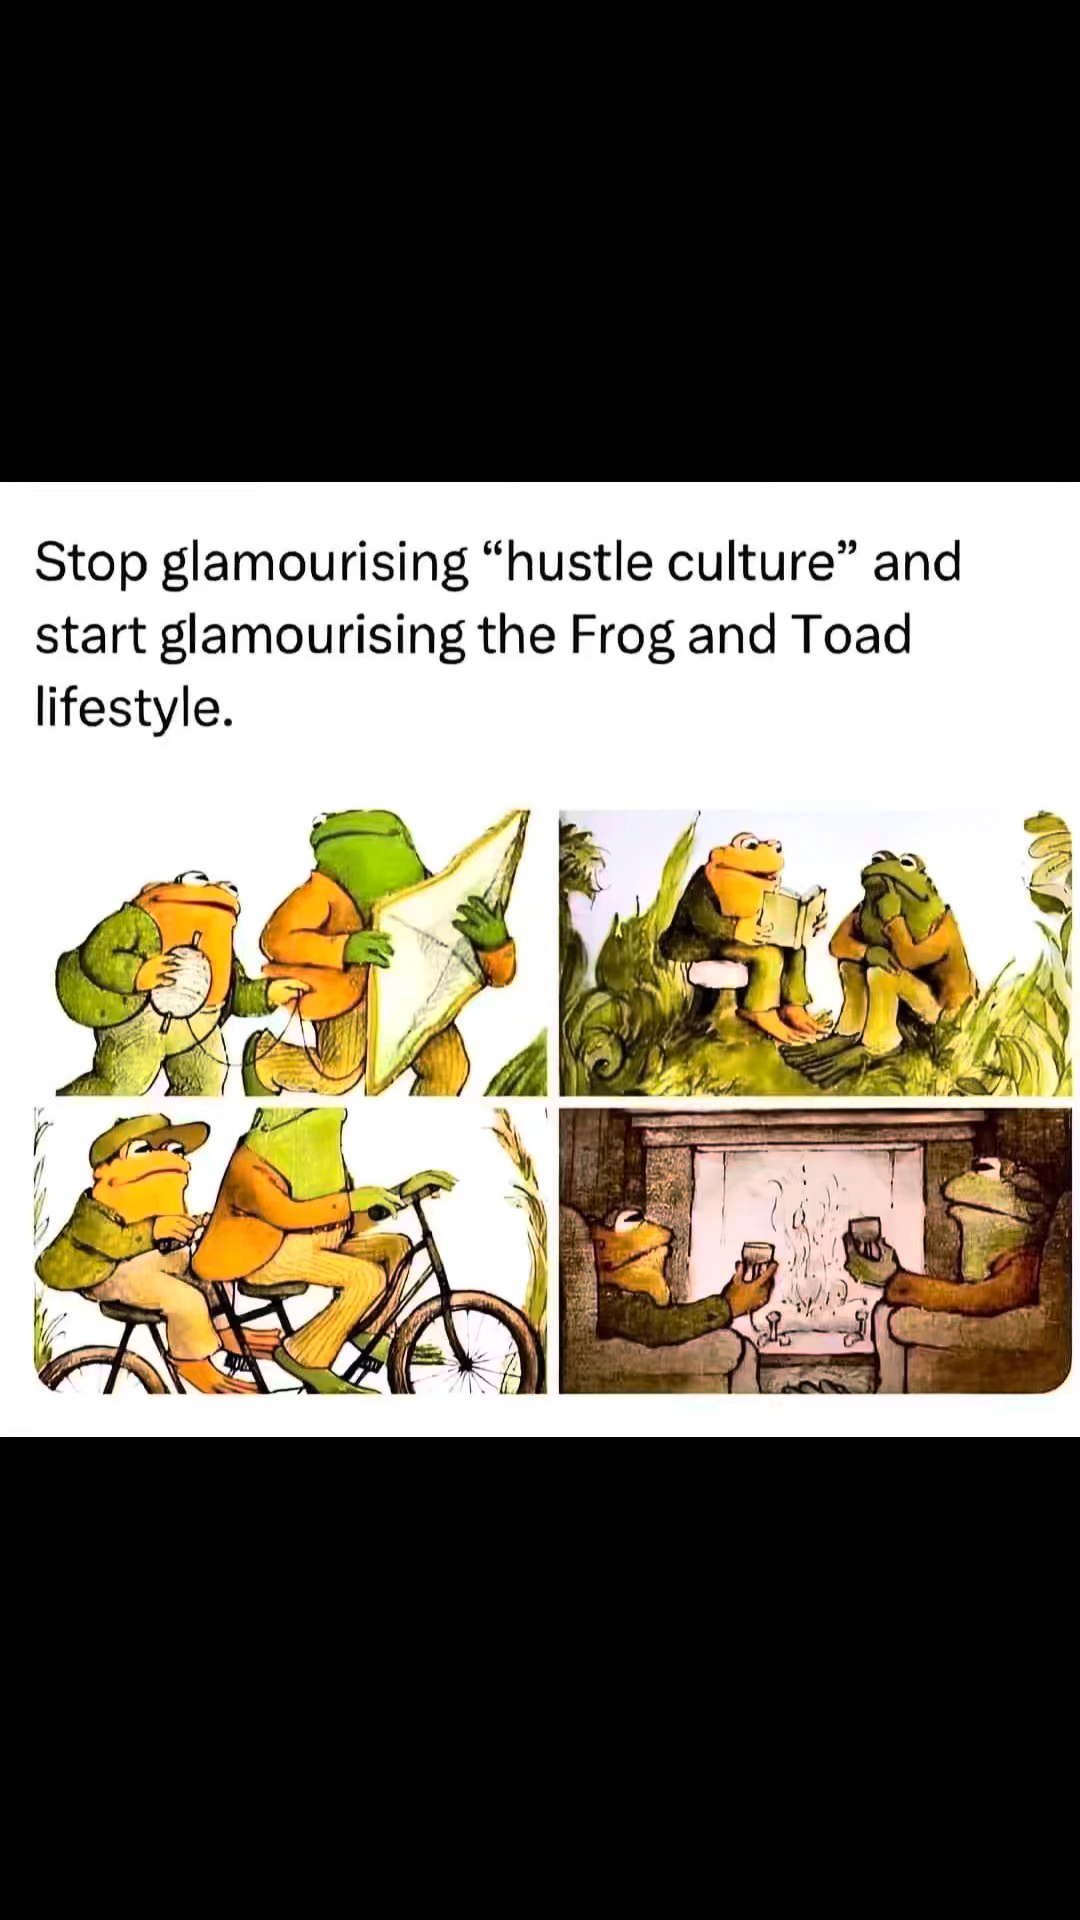 Stop glamourising “hustle culture” and
start glamourising the Frog and Toad
lifestyle.